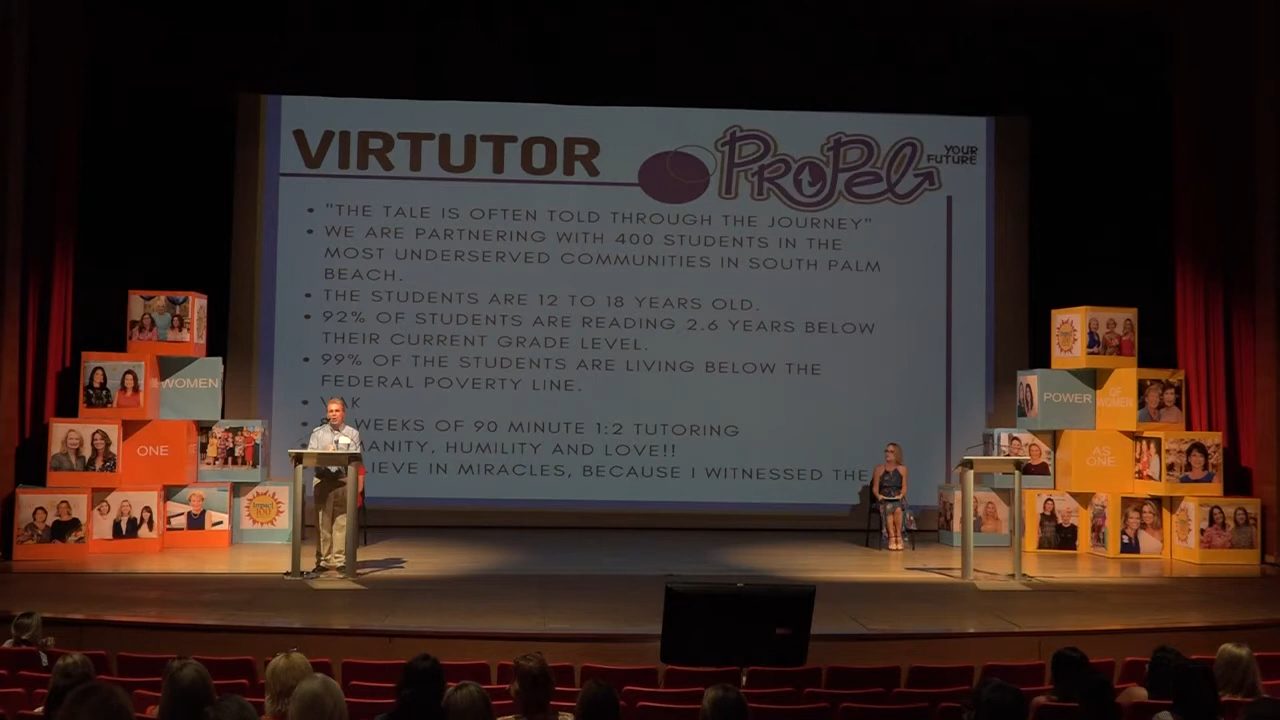 VIRTUTOR
PROPEL
YOUR
FUTURE
• "THE TALE IS OFTEN TOLD THROUGH THE JOURNEY"
• WE ARE PARTNERING WITH 400 STUDENTS IN THE
MOST UNDERSERVED COMMUNITIES IN SOUTH PALM
BEACH.
• THE STUDENTS ARE 12 TO 18 YEARS OLD.
• 92% OF STUDENTS ARE READING 2.6 YEARS BELOW
THEIR CURRENT GRADE LEVEL.
• 99% OF THE STUDENTS ARE LIVING BELOW THE
FEDERAL POVERTY LINE.
•
• WEEKS OF 90 MINUTE 1:2 TUTORING
HUMILITY AND LOVE!!
IN MIRACLES, BECAUSE I WITNESSED THE
WOMEN
ONE
Impact
100
POWER
OF
WOMEN
AS
ONE